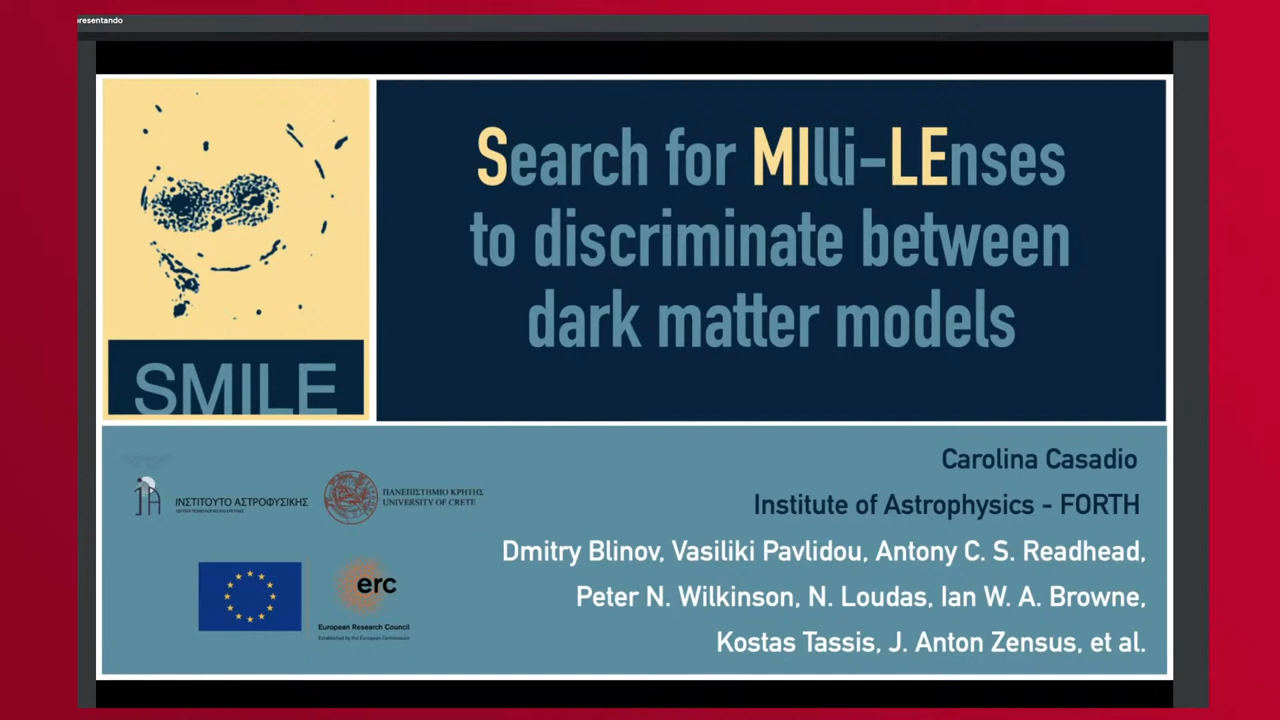 presentando
Search for MIlli-LEnses
to discriminate between
dark matter models
SMILE
Carolina Casadio
Institute of Astrophysics - FORTH
Dmitry Blinov, Vasiliki Pavlidou, Antony C. S. Readhead,
Peter N. Wilkinson, N. Loudas, Ian W. A. Browne,
Kostas Tassis, J. Anton Zensus, et al.
ΙΑ
ΙΝΣΤΙΤΟΥΤΟ ΑΣΤΡΟΦΥΣΙΚΗΣ
ΠΑΝΕΠΙΣΤΗΜΙΟ ΚΡΗΤΗΣ
UNIVERSITY OF CRETE
erc
European Research Council
Established by the European Commission